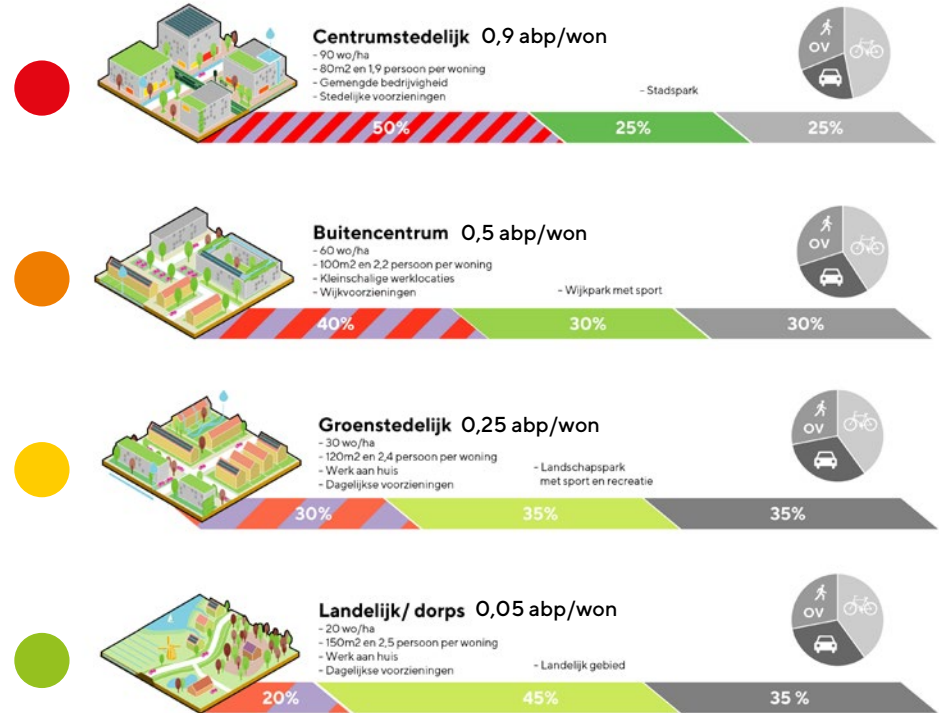 Centrumstedelijk 0,9 abp/won
- 90 wo/ha
- 80m2 en 1,9 persoon per woning
- Gemengde bedrijvigheid
- Stedelijke voorzieningen
- Stadspark
OV
50%
25%
25%
Buitencentrum 0,5 abp/won
- 60 wo/ha
- 100m2 en 2,2 persoon per woning
- Kleinschalige werklocaties
- Wijkvoorzieningen
- Wijkpark met sport
OV
40%
30%
30%
Groenstedelijk 0,25 abp/won
- 30 wo/ha
- 120m2 en 2,4 persoon per woning
- Werk aan huis
- Dagelijkse voorzieningen
- Landschapspark
met sport en recreatie
OV
30%
35%
35%
Landelijk/ dorps 0,05 abp/won
- 20 wo/ha
- 150m2 en 2,5 persoon per woning
- Werk aan huis
- Dagelijkse voorzieningen
- Landelijk gebied
OV
20%
45%
35 %